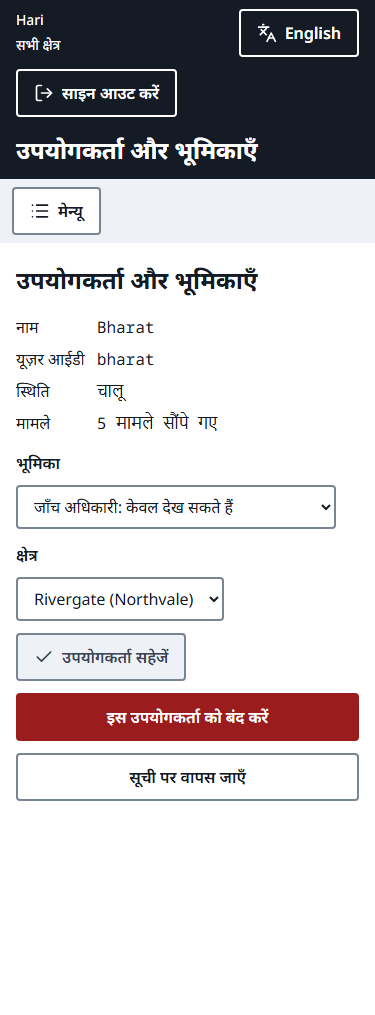 Hari
सभी क्षेत्र
English
साइन आउट करें
उपयोगकर्ता और भूमिकाएँ
मेन्यू
उपयोगकर्ता और भूमिकाएँ
नाम Bharat
यूज़र आईडी bharat
स्थिति चालू
मामले 5 मामले सौंपे गए
भूमिका
जाँच अधिकारी: केवल देख सकते हैं
क्षेत्र
Rivergate (Northvale)
उपयोगकर्ता सहेजें
इस उपयोगकर्ता को बंद करें
सूची पर वापस जाएँ